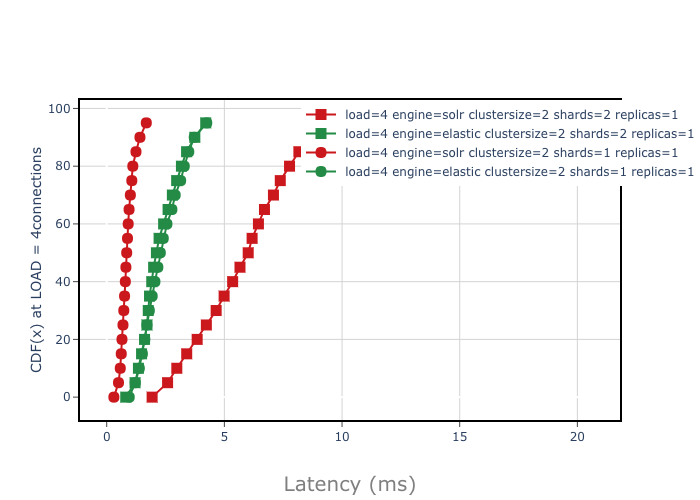 load=4 engine=solr clustersize=2 shards=2 replicas=1
load=4 engine=elastic clustersize=2 shards=2 replicas=1
load=4 engine=solr clustersize=2 shards=1 replicas=1
load=4 engine=elastic clustersize=2 shards=1 replicas=1
CDF(x) at LOAD = 4connections
100
80
60
40
20
0
0 5 10 15 20
Latency (ms)